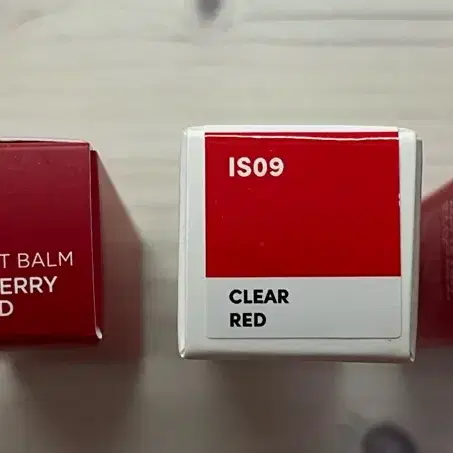 T BALM
ERRY
D
IS09
CLEAR
RED